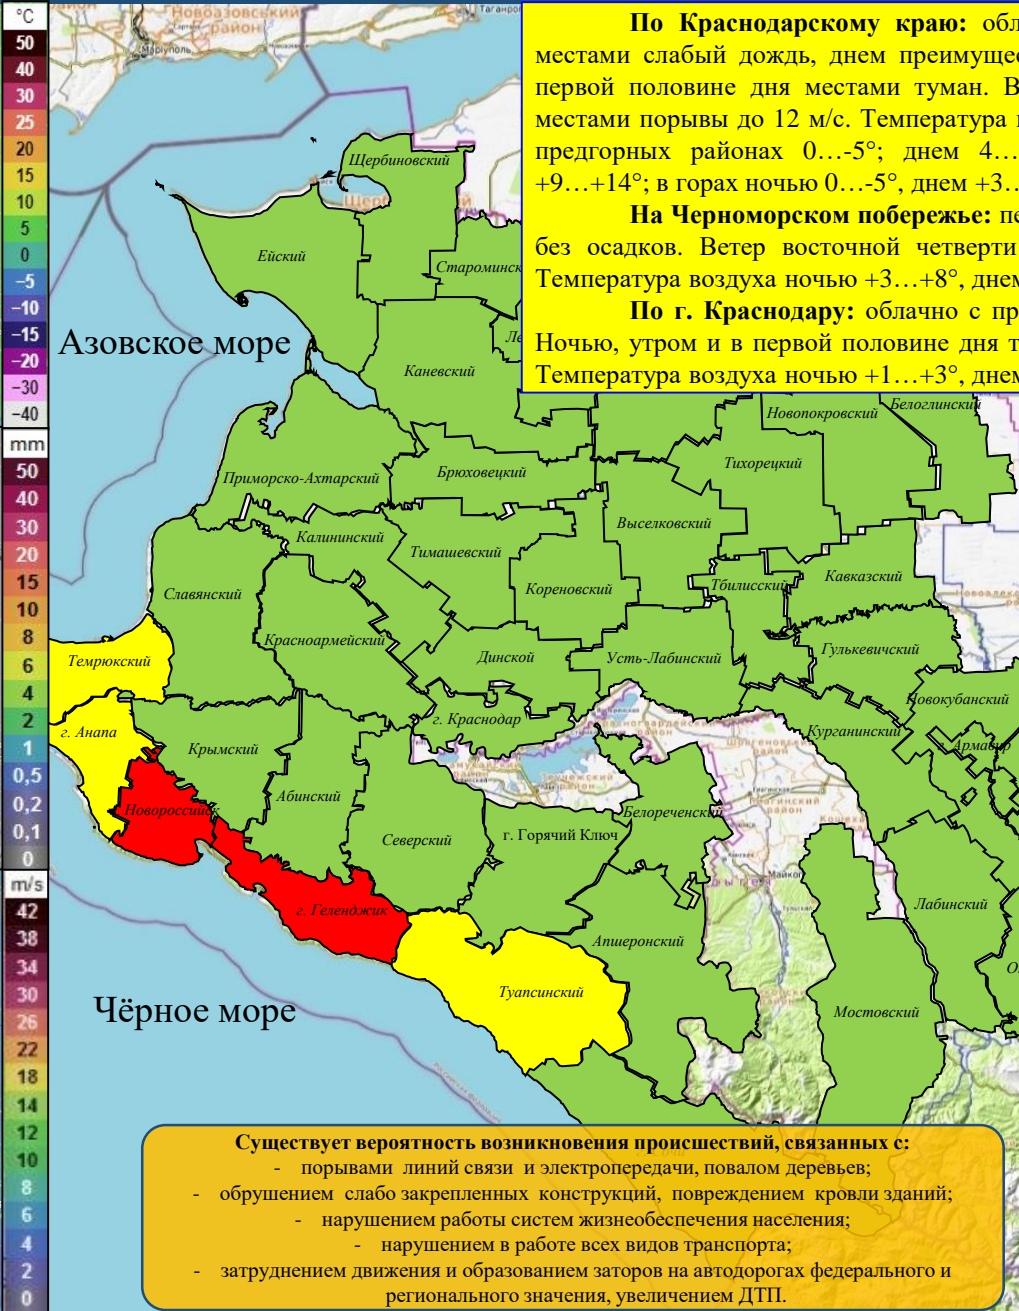 °C
50
40
30
25
20
15
10
5
0
−5
−10
−15
−20
−30
−40
mm
50
40
30
20
15
10
8
6
4
2
1
0,5
0,2
0,1
0
m/s
42
38
34
30
26
22
18
14
12
10
8
6
4
2
0
По Краснодарскому краю:
местами слабый дождь, днем
первой половине дня местами туман. В
местами порывы до 12 м/с. Температура
предгорных районах 0…-5°; днем 4…
+9…+14°; в горах ночью 0…-5°, днем +3…
На Черноморском побережье:
без осадков. Ветер восточной четверти
Температура воздуха ночью +3…+8°, днем
По г. Краснодару: облачно с
Ночью, утром и в первой половине дня
Температура воздуха ночью +1…+3°, днем
Мариуполь
Щербиновский
Ейский
Азовское море
Каневский
Новопокровский
Белоглинский
Приморско-Ахтарский
Брюховецкий
Тихорецкий
Калининский
Тимашевский
Выселковский
Славянский
Кореновский
Тбилисский
Кавказский
Красноармейский
Темрюкский
Динской
Усть-Лабинский
Гулькевичский
Новокубанский
г. Краснодар
г. Анапа
Крымский
Курганинский
Армавир
Абинский
Новороссийск
Северский
г. Горячий Ключ
Белореченский
Майкоп
г. Геленджик
Апшеронский
Лабинский
Туапсинский
Чёрное море
Мостовский
Существует вероятность возникновения происшествий, связанных с:
- порывами линий связи и электропередачи, повалом деревьев;
- обрушением слабо закрепленных конструкций, повреждением кровли зданий;
- нарушением работы систем жизнеобеспечения населения;
- нарушением в работе всех видов транспорта;
- затруднением движения и образованием заторов на автодорогах федерального и
регионального значения, увеличением ДТП.